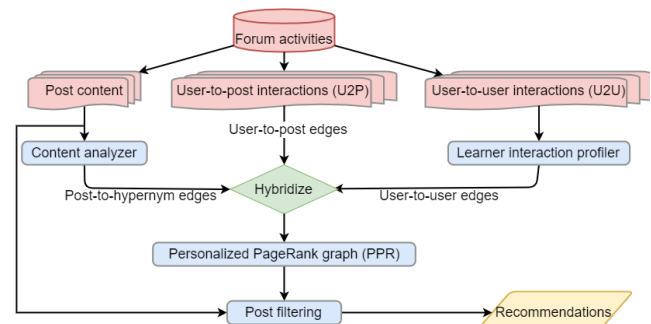 Forum activities
Post content
User-to-post interactions (U2P)
User-to-user interactions (U2U)
User-to-post edges
Content analyzer
Learner interaction profiler
Hybridize
Post-to-hypernym edges
User-to-user edges
Personalized PageRank graph (PPR)
Post filtering
Recommendations